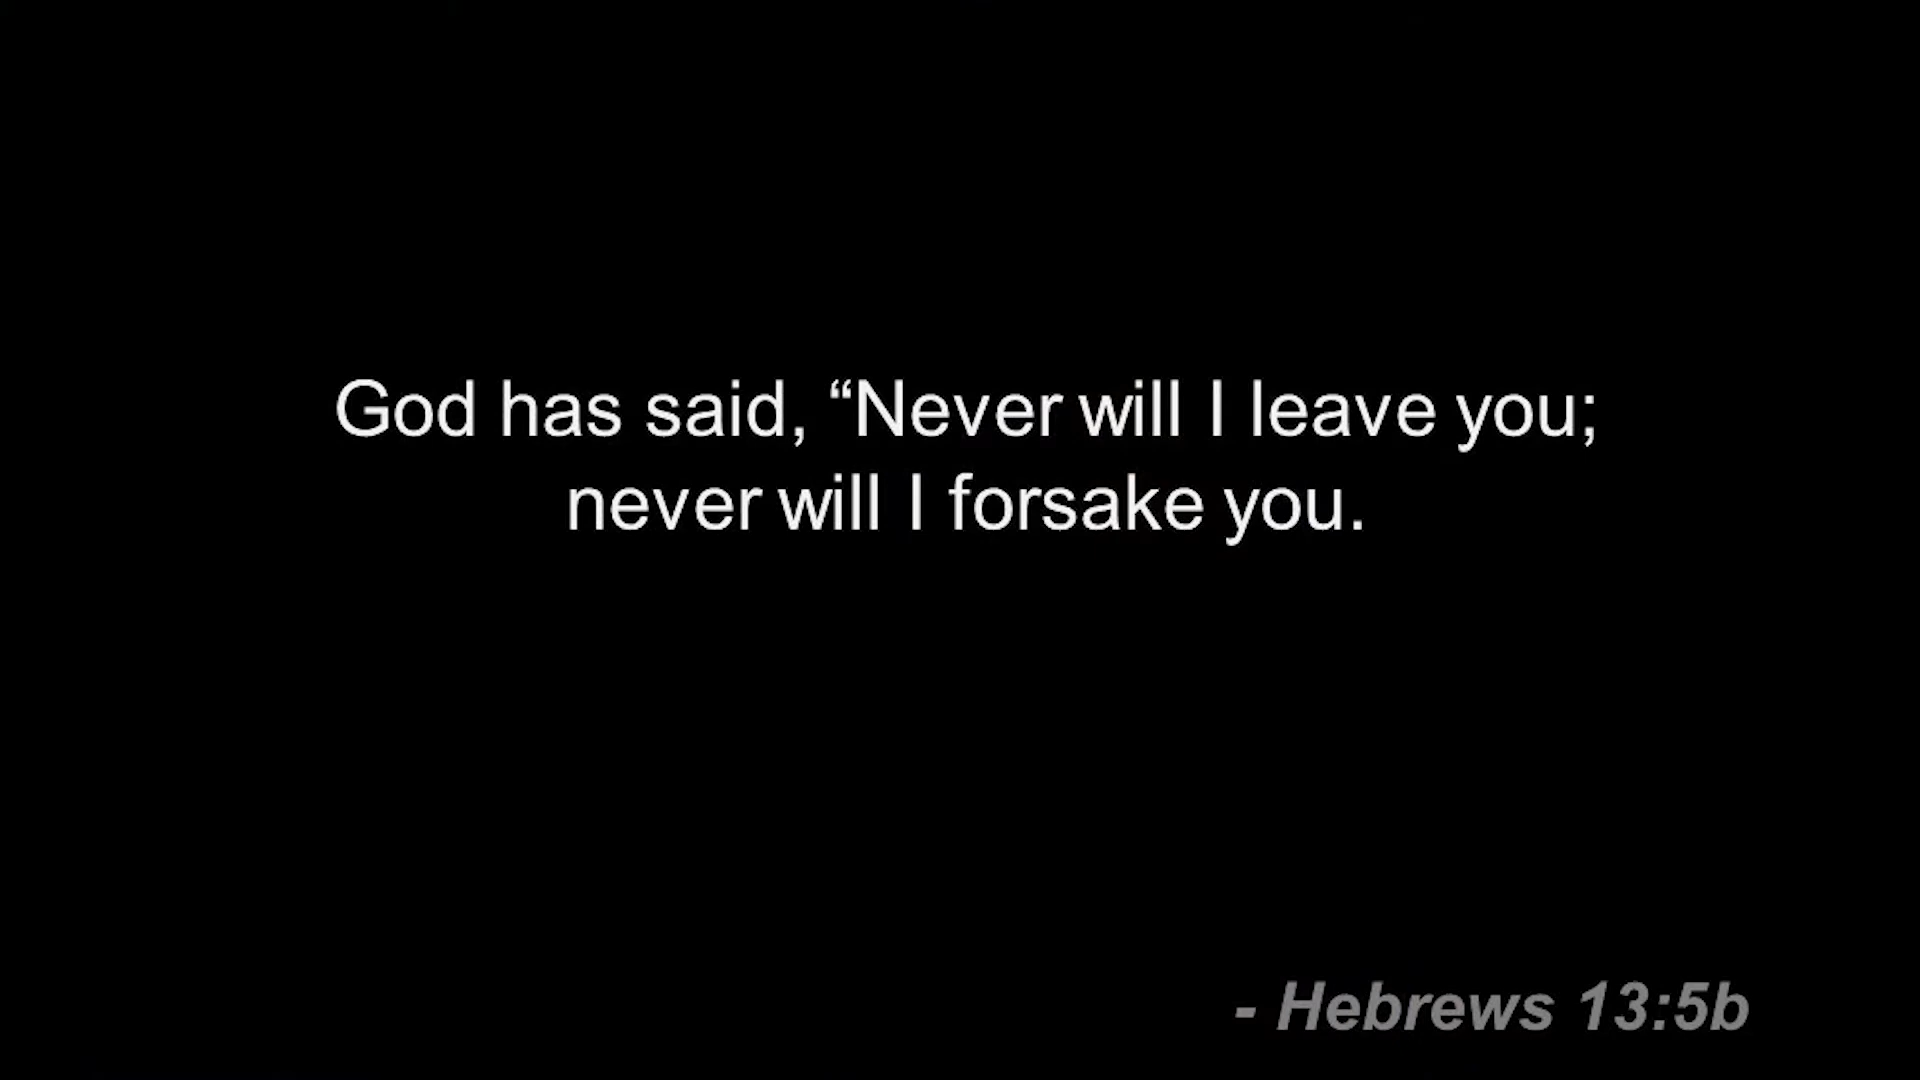 God has said, “Never will I leave you;
never will I forsake you.
- Hebrews 13:5b